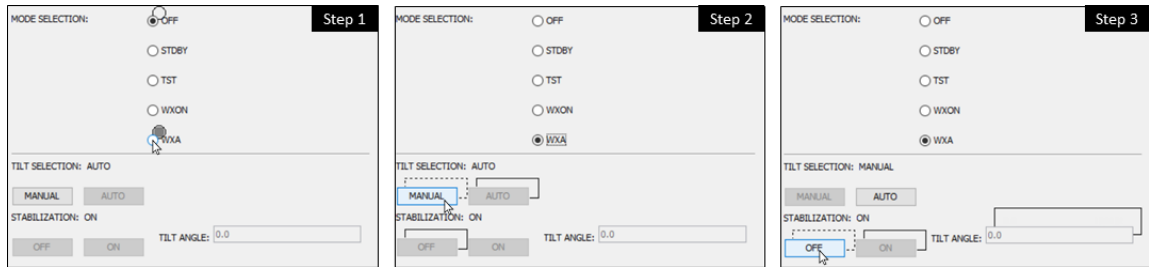 MODE SELECTION: OFF Step 1
STDBY
TST
WXON
WXA
TILT SELECTION: AUTO
MANUAL AUTO
STABILIZATION: ON
OFF ON TILT ANGLE: 0.0
MODE SELECTION: OFF Step 2
STDBY
TST
WXON
WXA
TILT SELECTION: AUTO
MANUAL AUTO
STABILIZATION: ON
OFF ON TILT ANGLE: 0.0
MODE SELECTION: OFF Step 3
STDBY
TST
WXON
WXA
TILT SELECTION: MANUAL
MANUAL AUTO
STABILIZATION: ON
OFF ON TILT ANGLE: 0.0